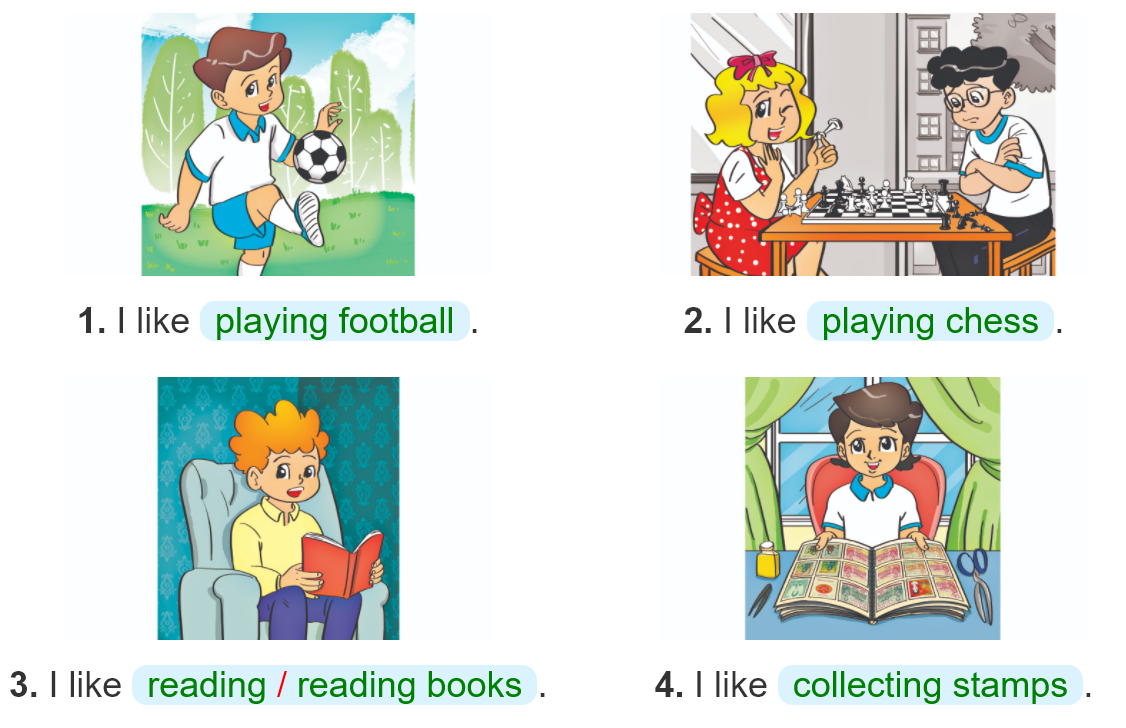 1. I like playing football .
2. I like playing chess .
3. I like reading / reading books .
4. I like collecting stamps .